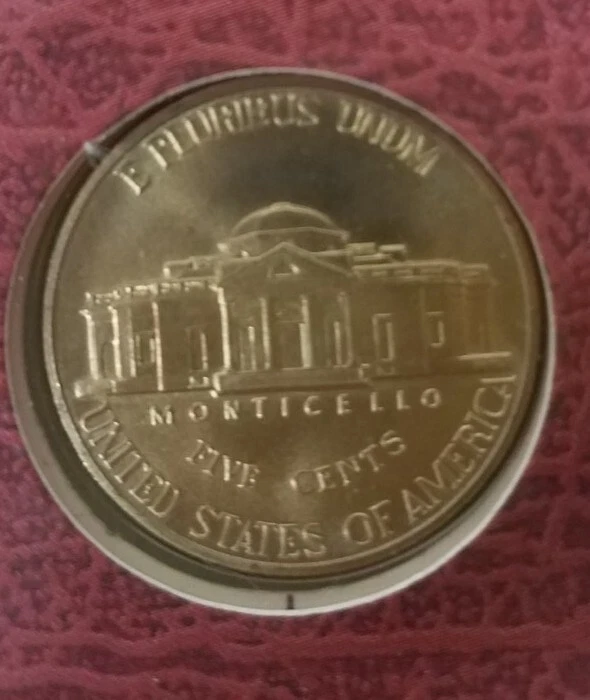 E PLURIBUS UNUM
MONTICELLO
FIVE CENTS
UNITED STATES OF AMERICA